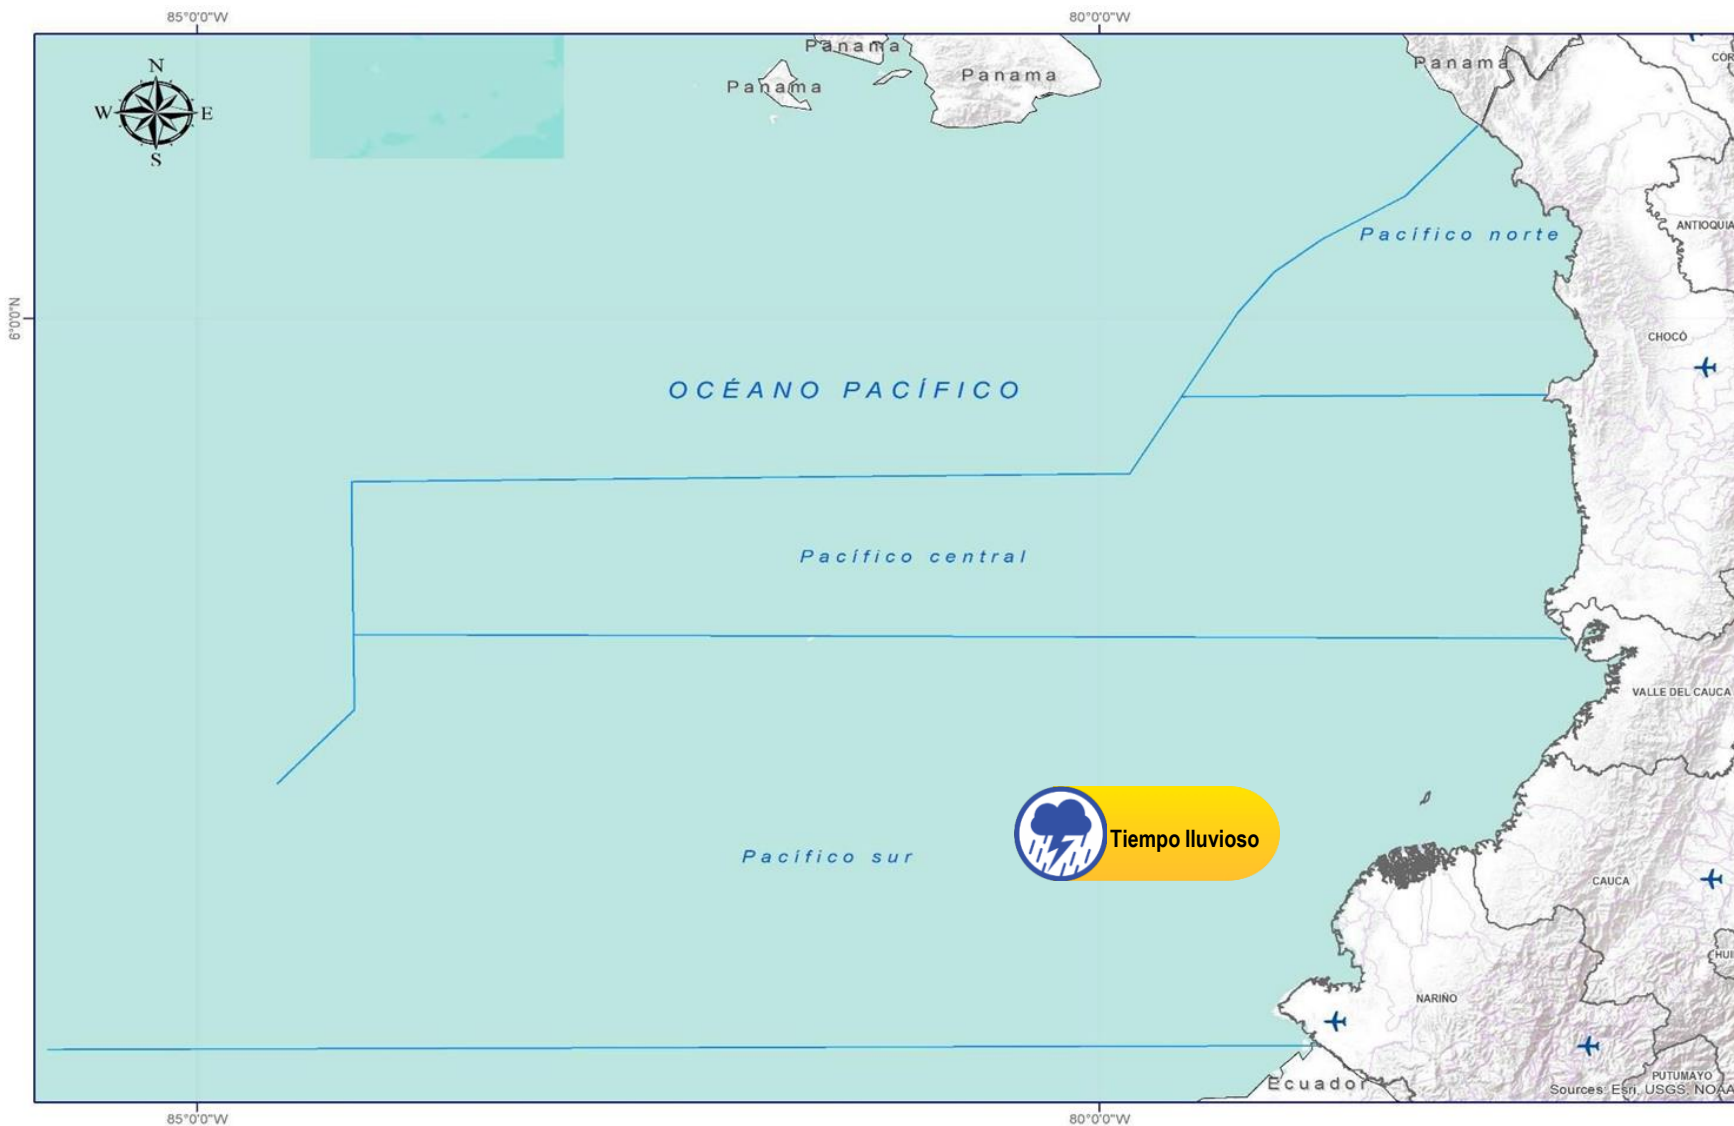 85°0'0"W
80°0'0"W
Panama
Panama
Panama
Panama
CÓR
N
W E
S
ANTIOQUIA
Pacífico norte
6°0'0"N
CHOCÓ
OCÉANO PACÍFICO
Pacífico central
VALLE DEL CAUCA
Tiempo lluvioso
Pacífico sur
CAUCA
HUI
NARIÑO
PUTUMAYO
Ecuador
Sources: Esri, USGS, NOAA
85°0'0"W
80°0'0"W